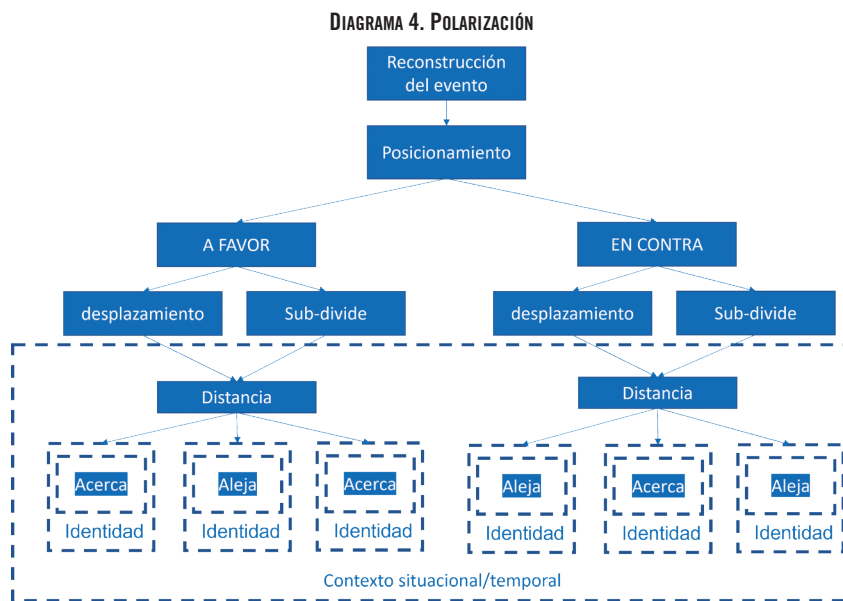 DIAGRAMA 4. POLARIZACIÓN
Reconstrucción
del evento
Posicionamiento
A FAVOR
EN CONTRA
desplazamiento
Sub-divide
desplazamiento
Sub-divide
Distancia
Distancia
Acerca
Identidad
Aleja
Identidad
Acerca
Identidad
Aleja
Identidad
Acerca
Identidad
Aleja
Identidad
Contexto situacional/temporal